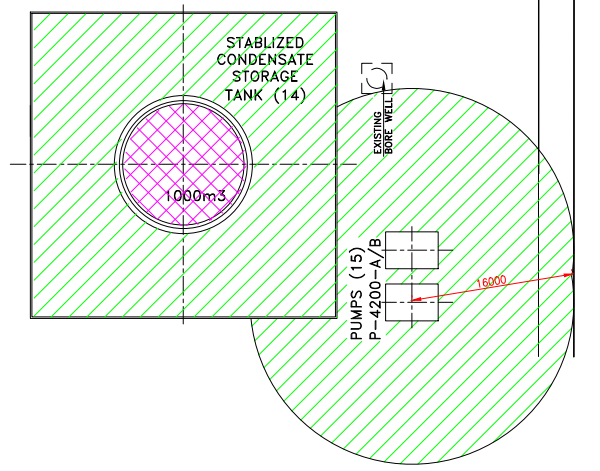 STABLIZED
CONDENSATE
STORAGE
TANK (14)
1000m3
EXISTING
BORE WELL
PUMPS (15)
P-4200-A/B
16000